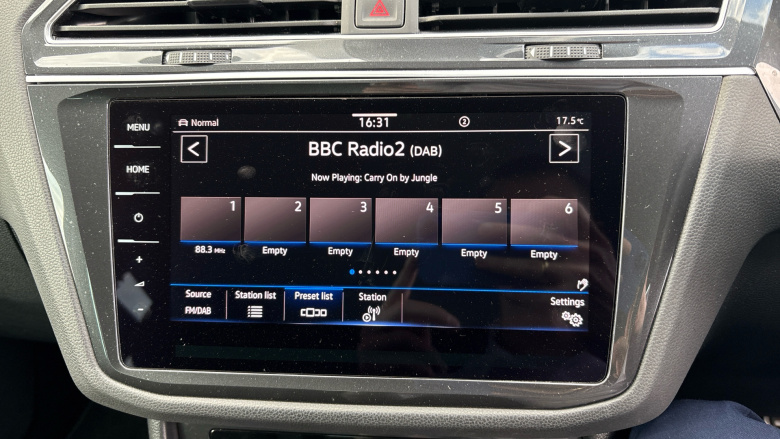 MENU
HOME
+
-
Normal
16:31
2
17.5°C
< BBC Radio2 (DAB) >
Now Playing: Carry On by Jungle
1 2 3 4 5 6
88.3 MHz Empty Empty Empty Empty Empty
Source Station list Preset list Station Settings
FM/DAB